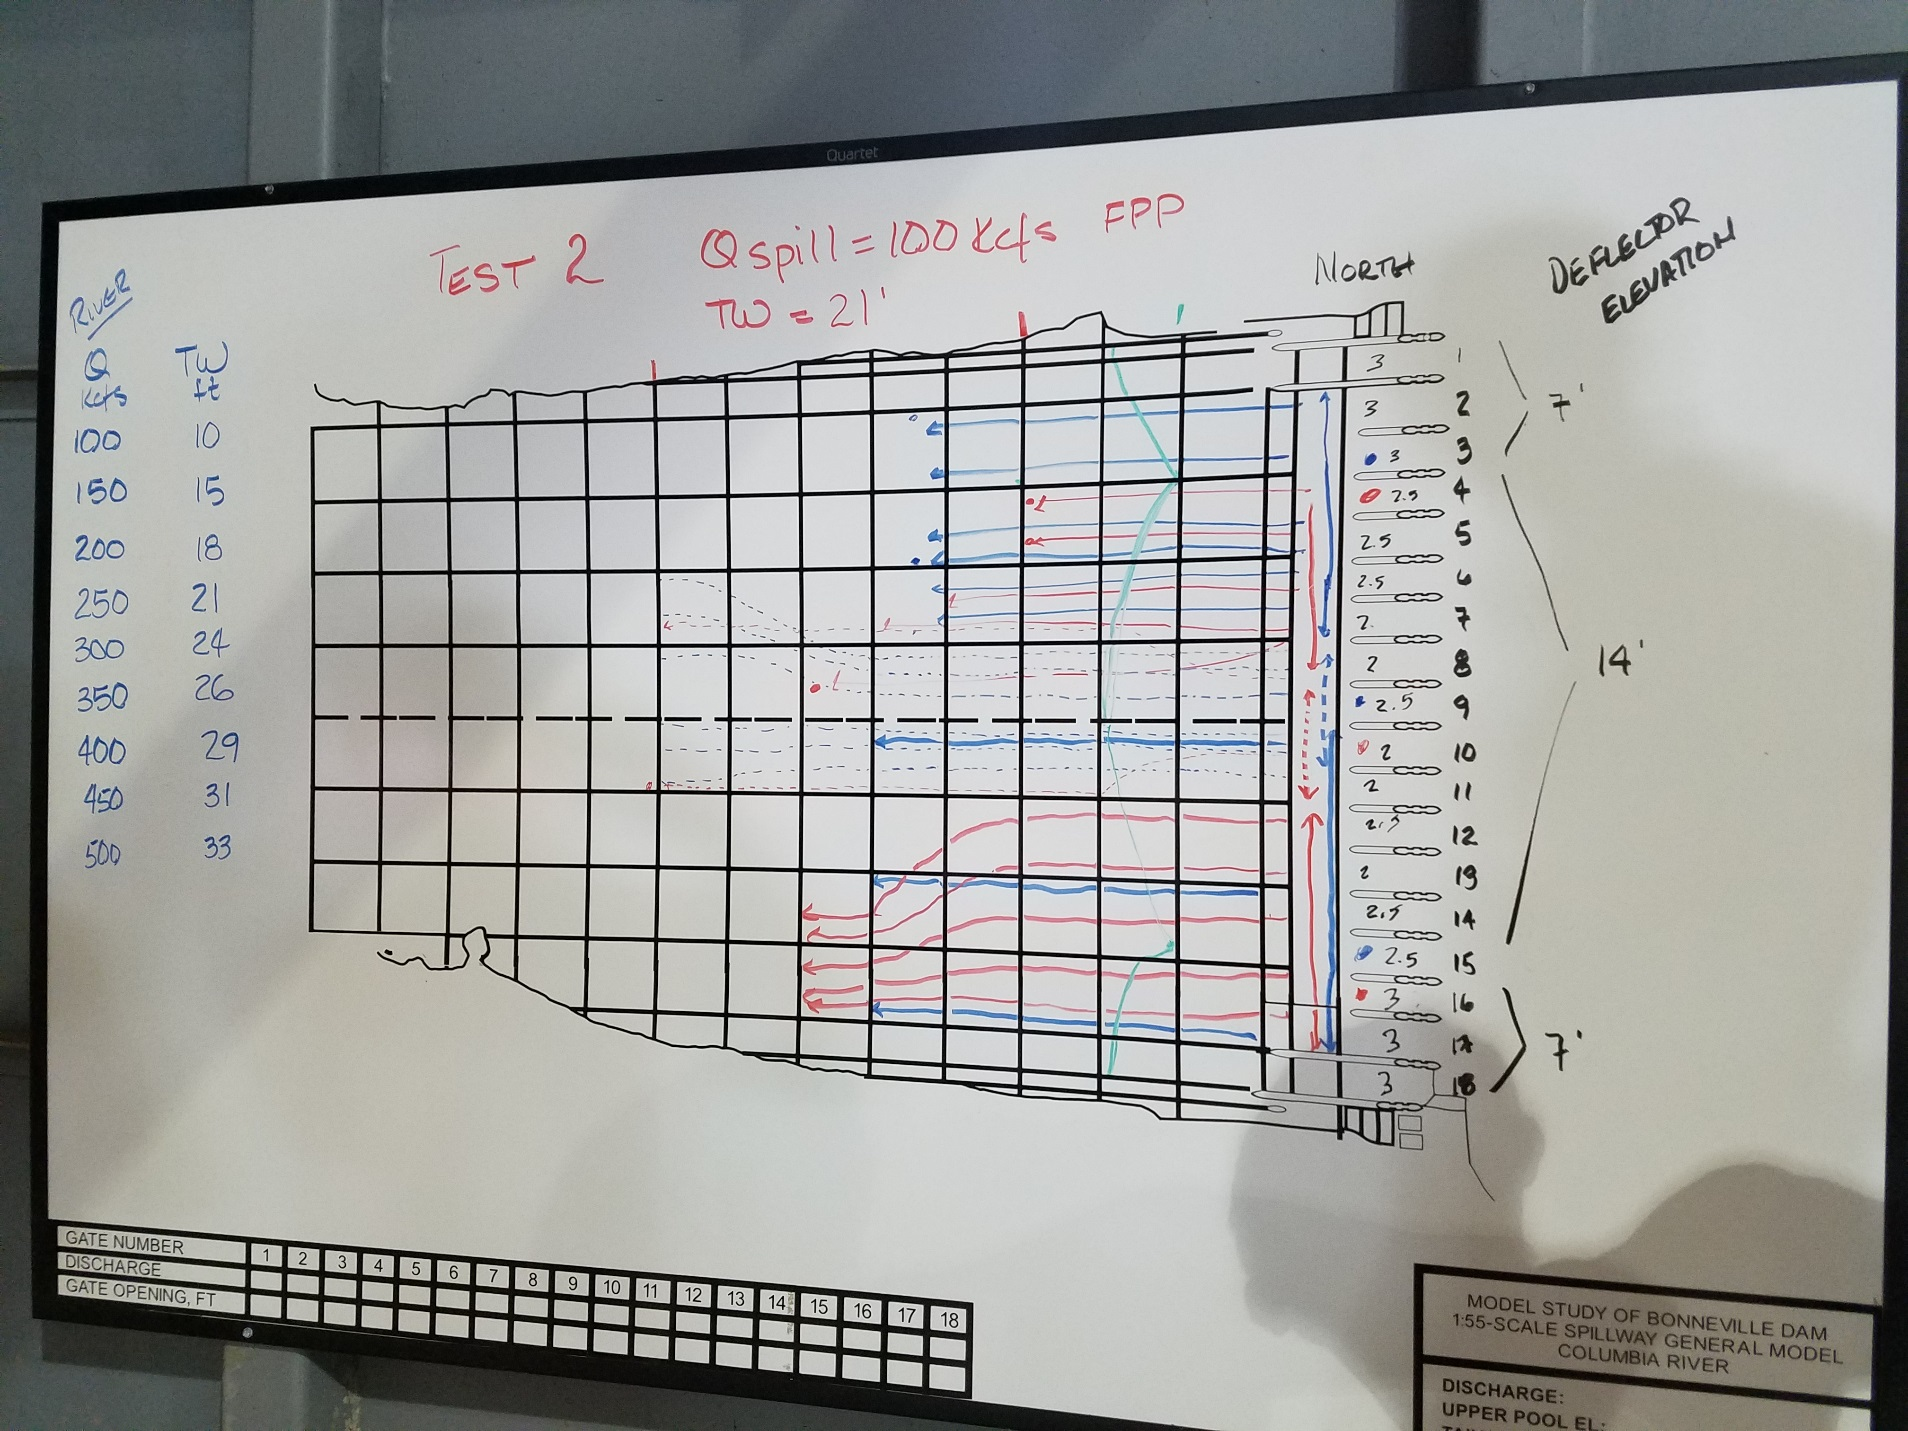 Quartet
TEST 2 Qspill = 100 Kcfs FPP
TW = 21'
NORTH
DEFLECTOR
ELEVATION
RIVER
Q TW
Kcfs ft
100 10
150 15
200 18
250 21
300 24
350 26
400 29
450 31
500 33
3 1
3 2
3 3
2.5 4
2.5 5
2.5 6
2 7
2 8
2.5 9
2 10
2 11
2.5 12
2 13
2.5 14
2.5 15
3 16
3 17
3 18
7'
14'
7'
GATE NUMBER 1 2 3 4 5 6 7 8 9 10 11 12 13 14 15 16 17 18
DISCHARGE
GATE OPENING, FT
MODEL STUDY OF BONNEVILLE DAM
1:55-SCALE SPILLWAY GENERAL MODEL
COLUMBIA RIVER
DISCHARGE:
UPPER POOL EL: